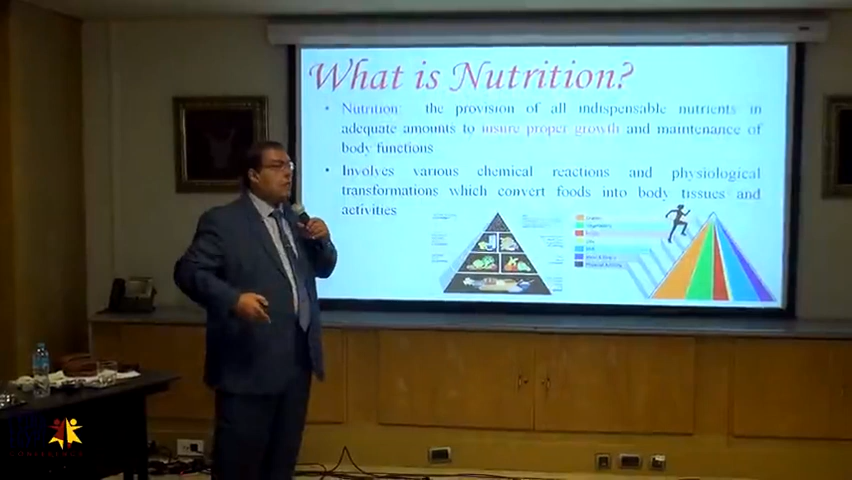 What is Nutrition?
• Nutrition: the provision of all indispensable nutrients in
adequate amounts to insure proper growth and maintenance of
body functions
• Involves various chemical reactions and physiological
transformations which convert foods into body tissues and
activities
CONFERENCE